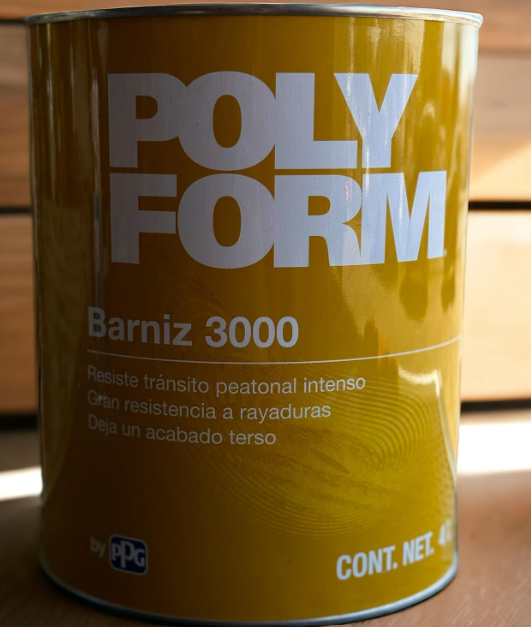 POLY
FORM
Barniz 3000
Resiste tránsito peatonal intenso
Gran resistencia a rayaduras
Deja un acabado terso
by PPG
CONT. NET. 4